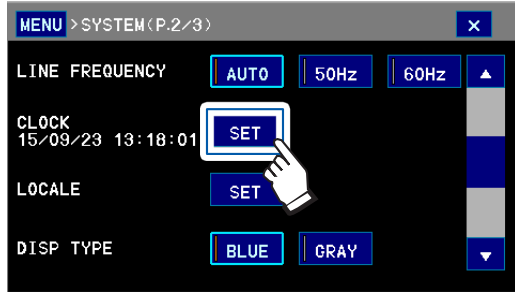 MENU >SYSTEM(P.2/3)
×
LINE FREQUENCY AUTO 50Hz 60Hz ▲
CLOCK
15/09/23 13:18:01 SET
LOCALE SET
DISP TYPE BLUE GRAY ▼